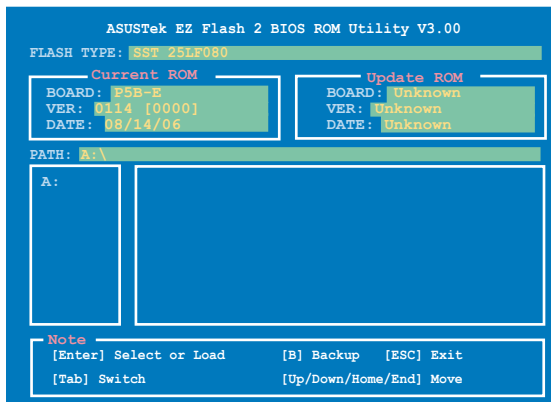 ASUSTek EZ Flash 2 BIOS ROM Utility V3.00
FLASH TYPE: SST 25LF080
Current ROM
BOARD: P5B-E
VER: 0114 [0000]
DATE: 08/14/06
Update ROM
BOARD: Unknown
VER: Unknown
DATE: Unknown
PATH: A:\
A:
Note
[Enter] Select or Load [B] Backup [ESC] Exit
[Tab] Switch [Up/Down/Home/End] Move